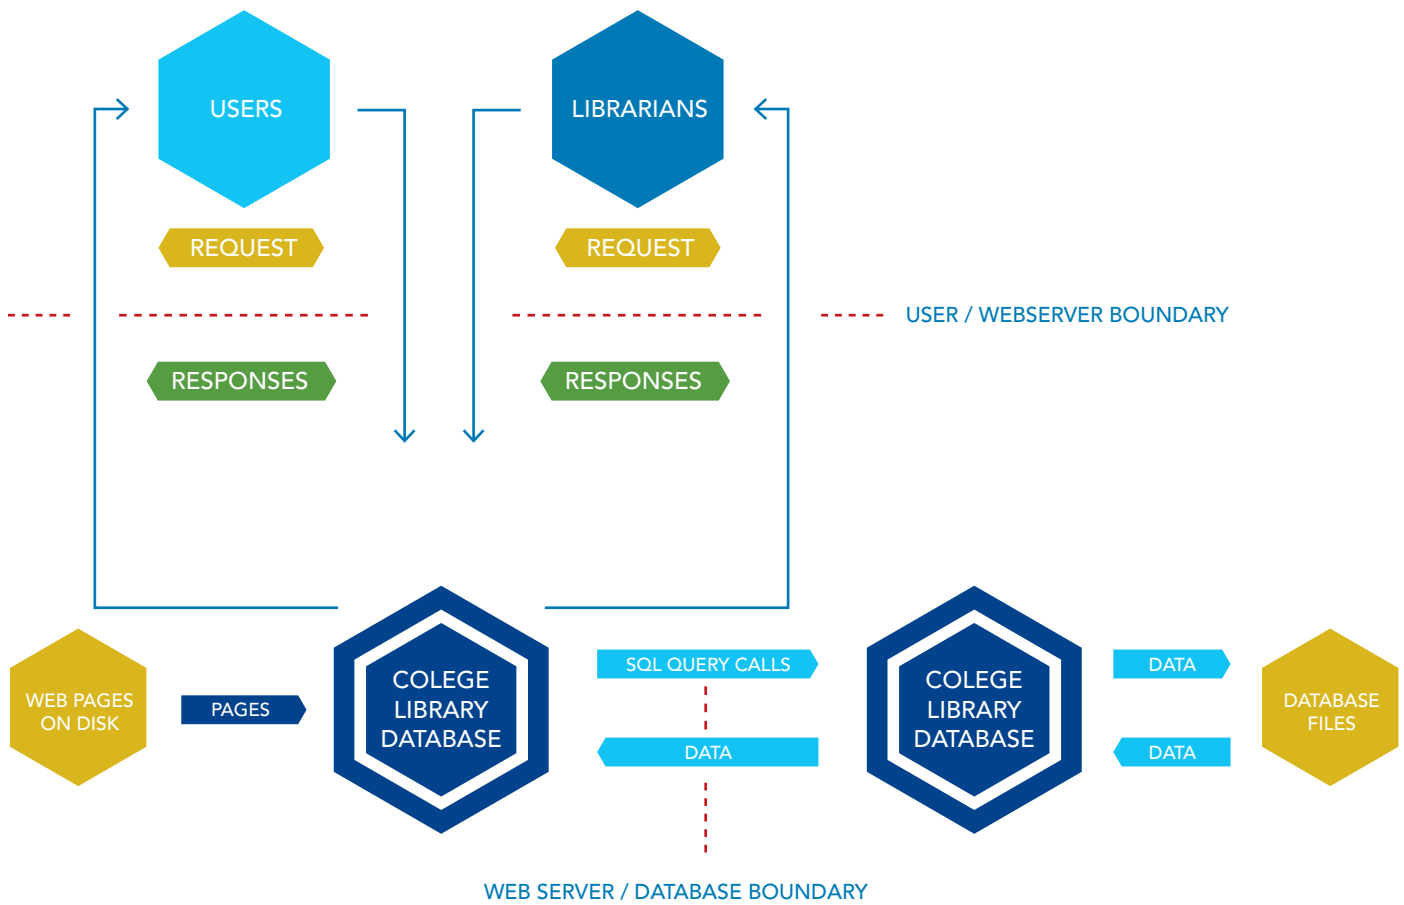 USERS
LIBRARIANS
REQUEST
REQUEST
USER / WEBSERVER BOUNDARY
RESPONSES
RESPONSES
WEB PAGES
ON DISK
PAGES
COLEGE
LIBRARY
DATABASE
SQL QUERY CALLS
DATA
COLEGE
LIBRARY
DATABASE
DATA
DATA
DATABASE
FILES
WEB SERVER / DATABASE BOUNDARY